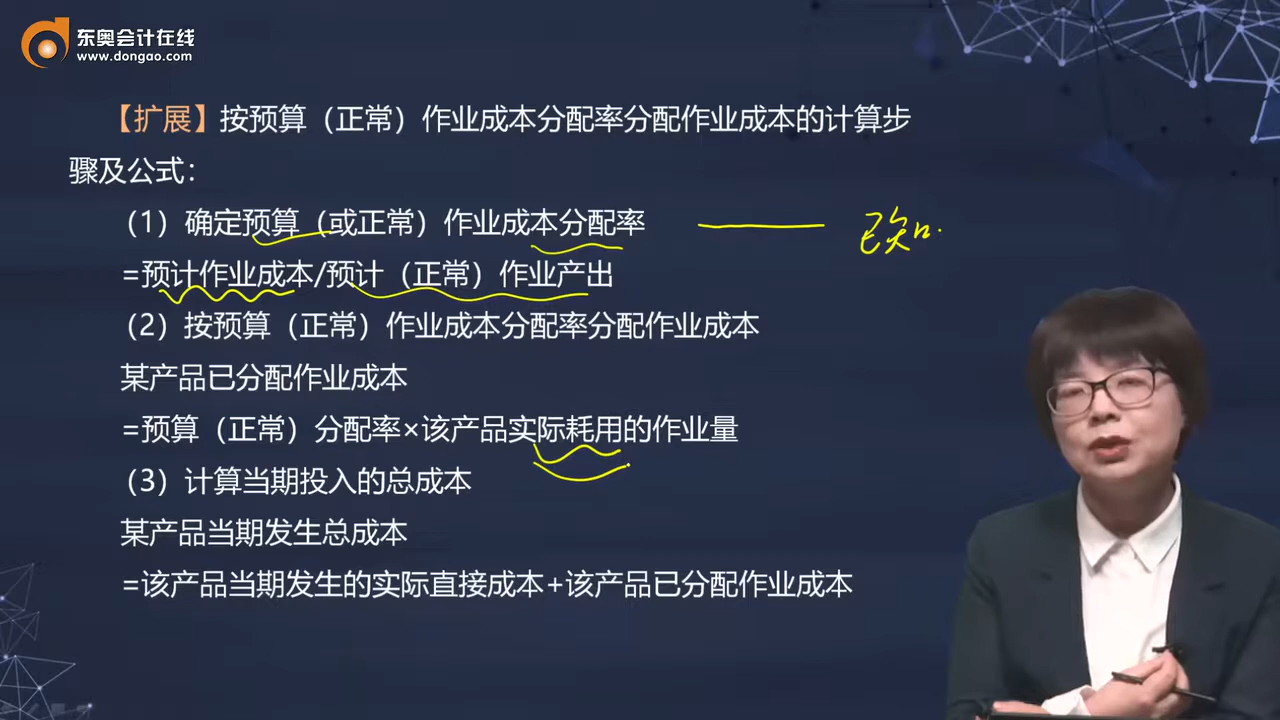 东奥会计在线
www.dongao.com
【扩展】按预算（正常）作业成本分配率分配作业成本的计算步
骤及公式：
（1）确定预算（或正常）作业成本分配率 已知
=预计作业成本/预计（正常）作业产出
（2）按预算（正常）作业成本分配率分配作业成本
某产品已分配作业成本
=预算（正常）分配率×该产品实际耗用的作业量
（3）计算当期投入的总成本
某产品当期发生总成本
=该产品当期发生的实际直接成本+该产品已分配作业成本